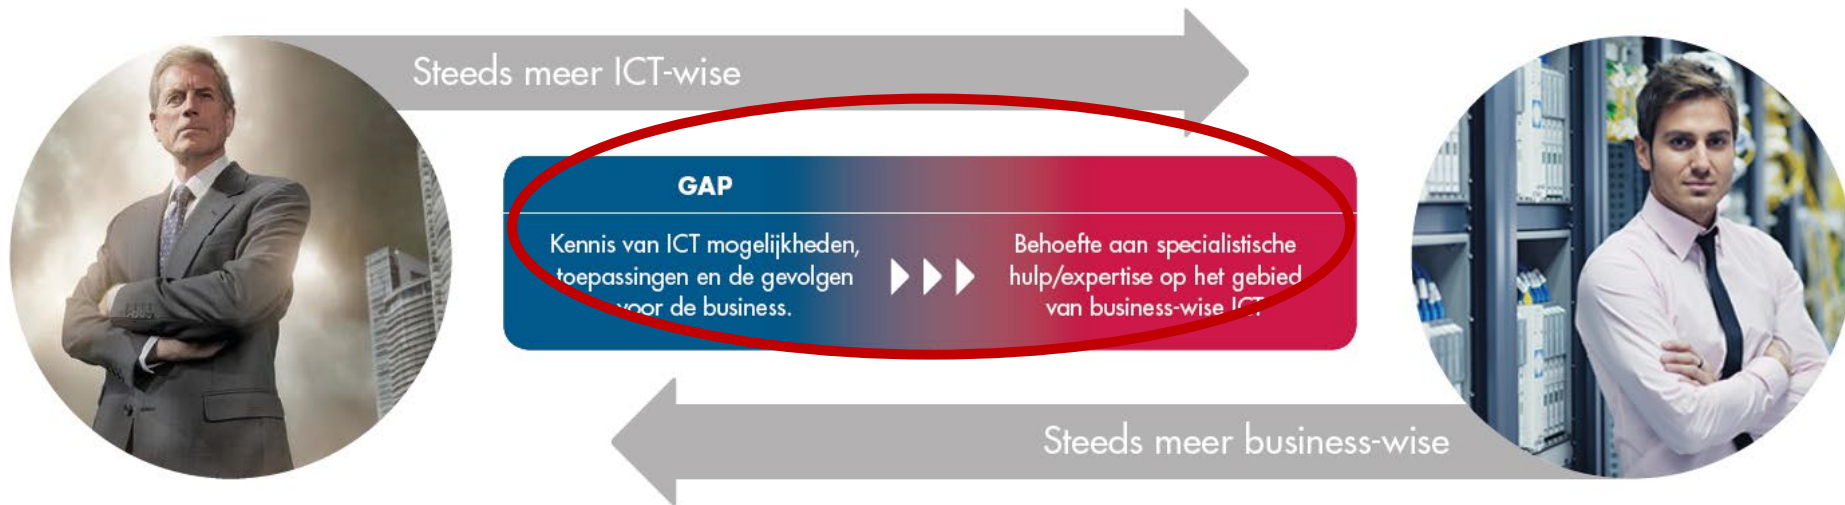 Steeds meer ICT-wise
GAP
Kennis van ICT mogelijkheden,
toepassingen en de gevolgen
voor de business.
Behoefte aan specialistische
hulp/expertise op het gebied
van business-wise ICT
Steeds meer business-wise